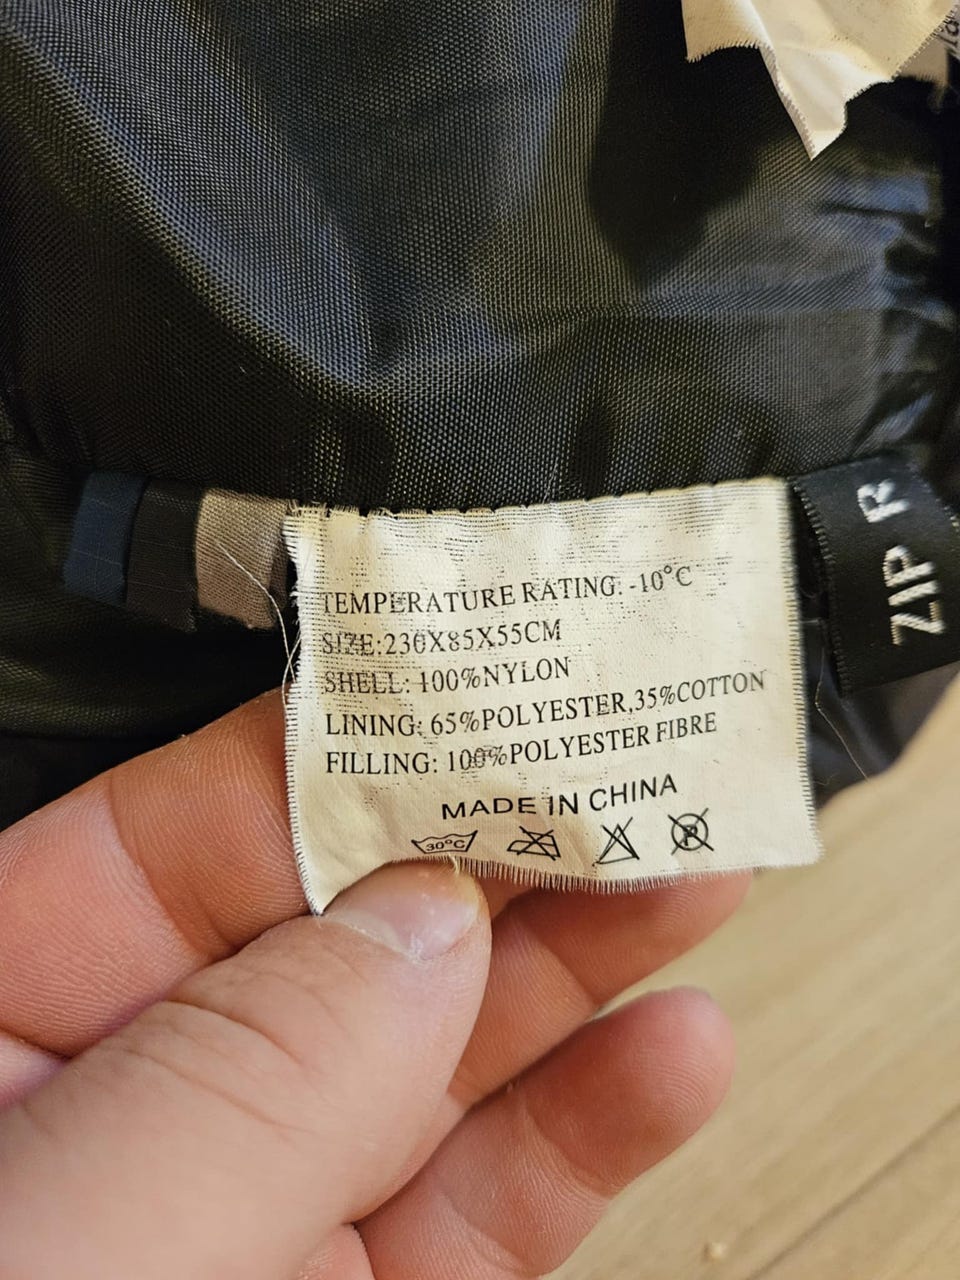 TEMPERATURE RATING: -10°C
SIZE:230X85X55CM
SHELL: 100%NYLON
LINING: 65%POLYESTER,35%COTTON
FILLING: 100%POLYESTER FIBRE
MADE IN CHINA
30°C
P
ZIP R